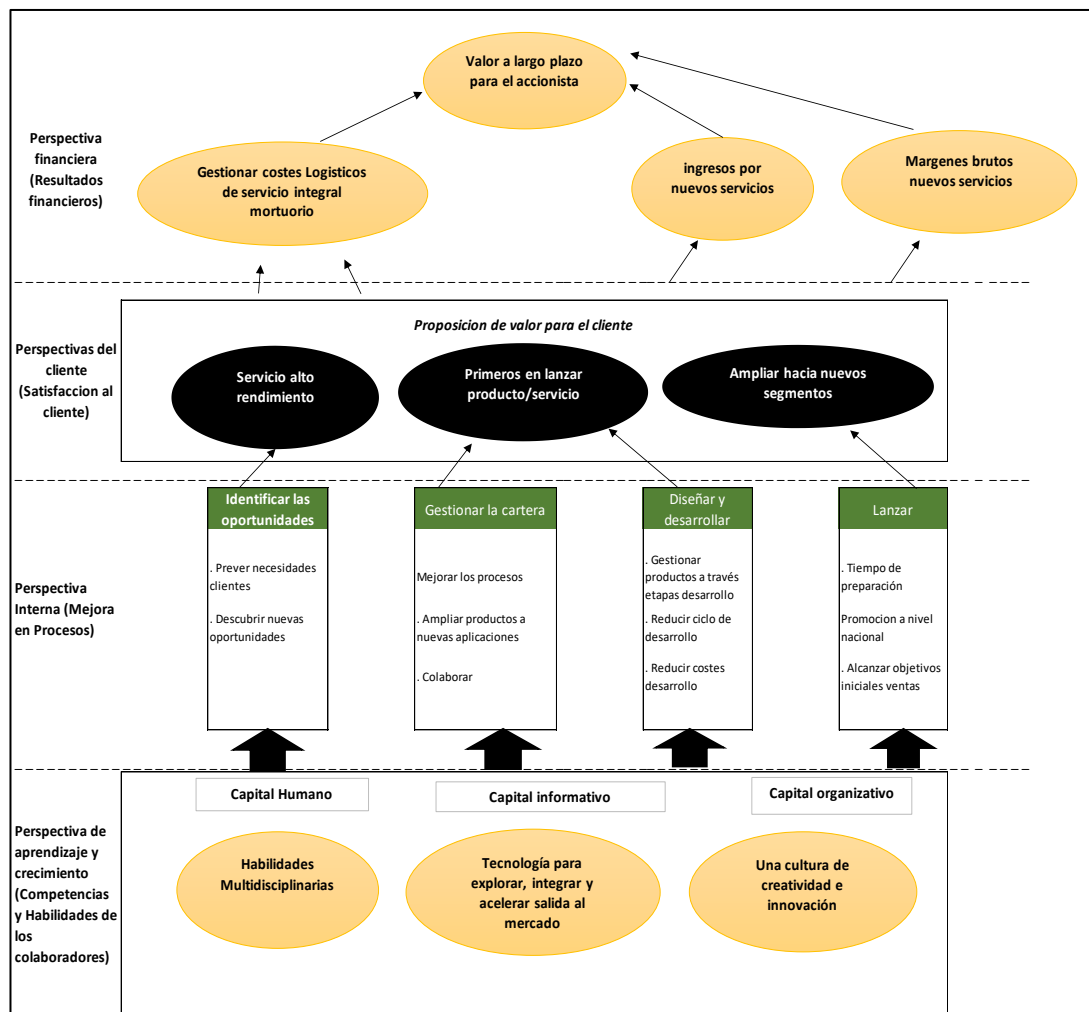 Valor a largo plazo
para el accionista
Perspectiva
financiera
(Resultados
financieros)
Gestionar costes Logisticos
de servicio integral
mortuorio
ingresos por
nuevos servicios
Margenes brutos
nuevos servicios
Perspectivas del
cliente
(Satisfaccion al
cliente)
Proposicion de valor para el cliente
Servicio alto
rendimiento
Primeros en lanzar
producto/servicio
Ampliar hacia nuevos
segmentos
Perspectiva
Interna (Mejora
en Procesos)
Identificar las
oportunidades
. Prever necesidades
clientes
. Descubrir nuevas
oportunidades
Gestionar la cartera
Mejorar los procesos
. Ampliar productos a
nuevas aplicaciones
. Colaborar
Diseñar y
desarrollar
. Gestionar
productos a través
etapas desarrollo
. Reducir ciclo de
desarrollo
. Reducir costes
desarrollo
Lanzar
. Tiempo de
preparación
Promocion a nivel
nacional
. Alcanzar objetivos
iniciales ventas
Perspectiva de
aprendizaje y
crecimiento
(Competencias
y Habilidades de
los
colaboradores)
Capital Humano
Capital informativo
Capital organizativo
Habilidades
Multidisciplinarias
Tecnología para
explorar, integrar y
acelerar salida al
mercado
Una cultura de
creatividad e
innovación